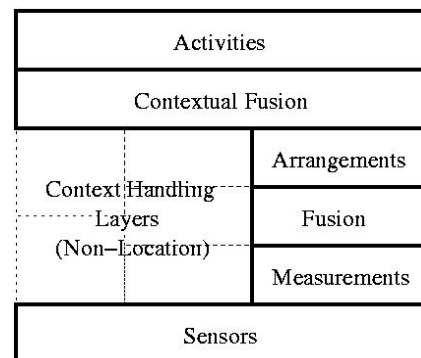 Activities
Contextual Fusion
Arrangements
Context Handling
Layers
(Non-Location)
Fusion
Measurements
Sensors